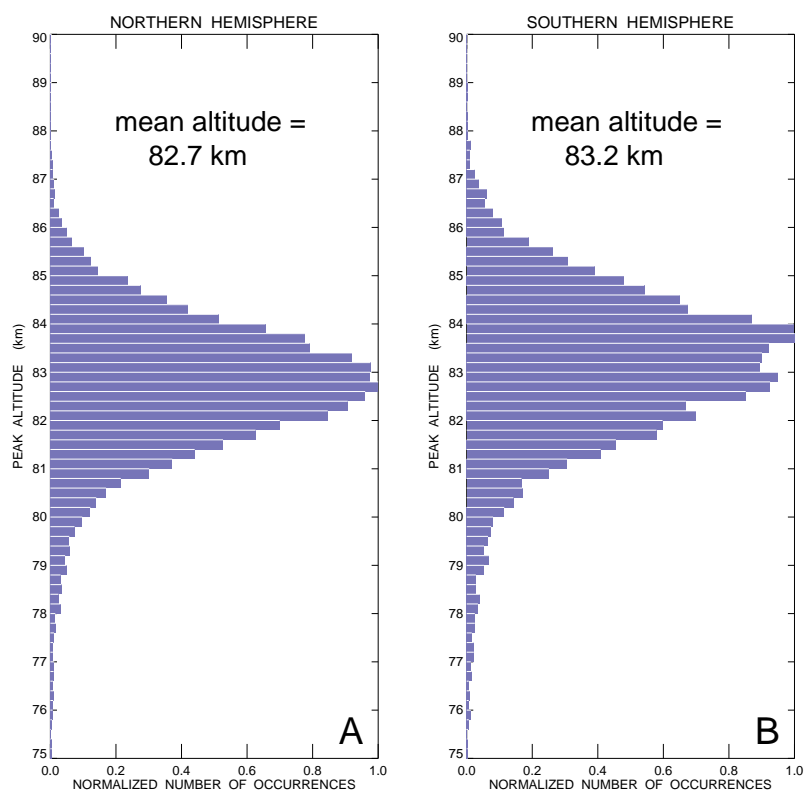 NORTHERN HEMISPHERE
90
89
88
87
86
85
84
83
82
81
80
79
78
77
76
75
PEAK ALTITUDE (km)
mean altitude =
82.7 km
A
0.0 0.2 0.4 0.6 0.8 1.0
NORMALIZED NUMBER OF OCCURRENCES
SOUTHERN HEMISPHERE
90
89
88
87
86
85
84
83
82
81
80
79
78
77
76
75
PEAK ALTITUDE (km)
mean altitude =
83.2 km
B
0.0 0.2 0.4 0.6 0.8 1.0
NORMALIZED NUMBER OF OCCURRENCES